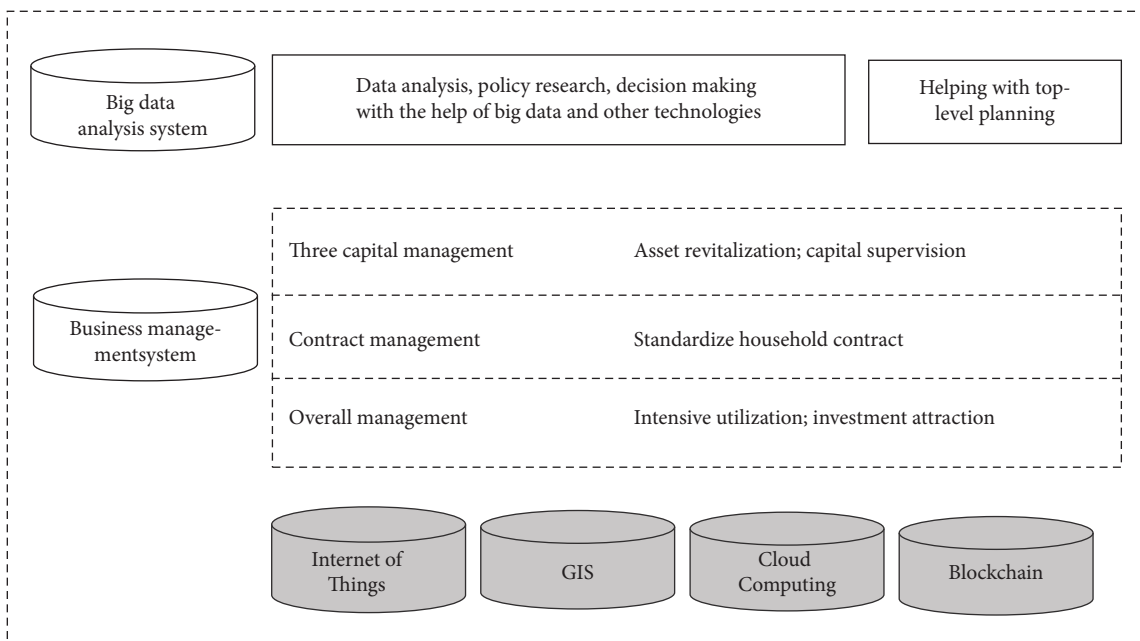 Big data
analysis system
Data analysis, policy research, decision making
with the help of big data and other technologies
Helping with top-
level planning
Three capital management
Asset revitalization; capital supervision
Business manage-
mentsystem
Contract management
Standardize household contract
Overall management
Intensive utilization; investment attraction
Internet of
Things
GIS
Cloud
Computing
Blockchain